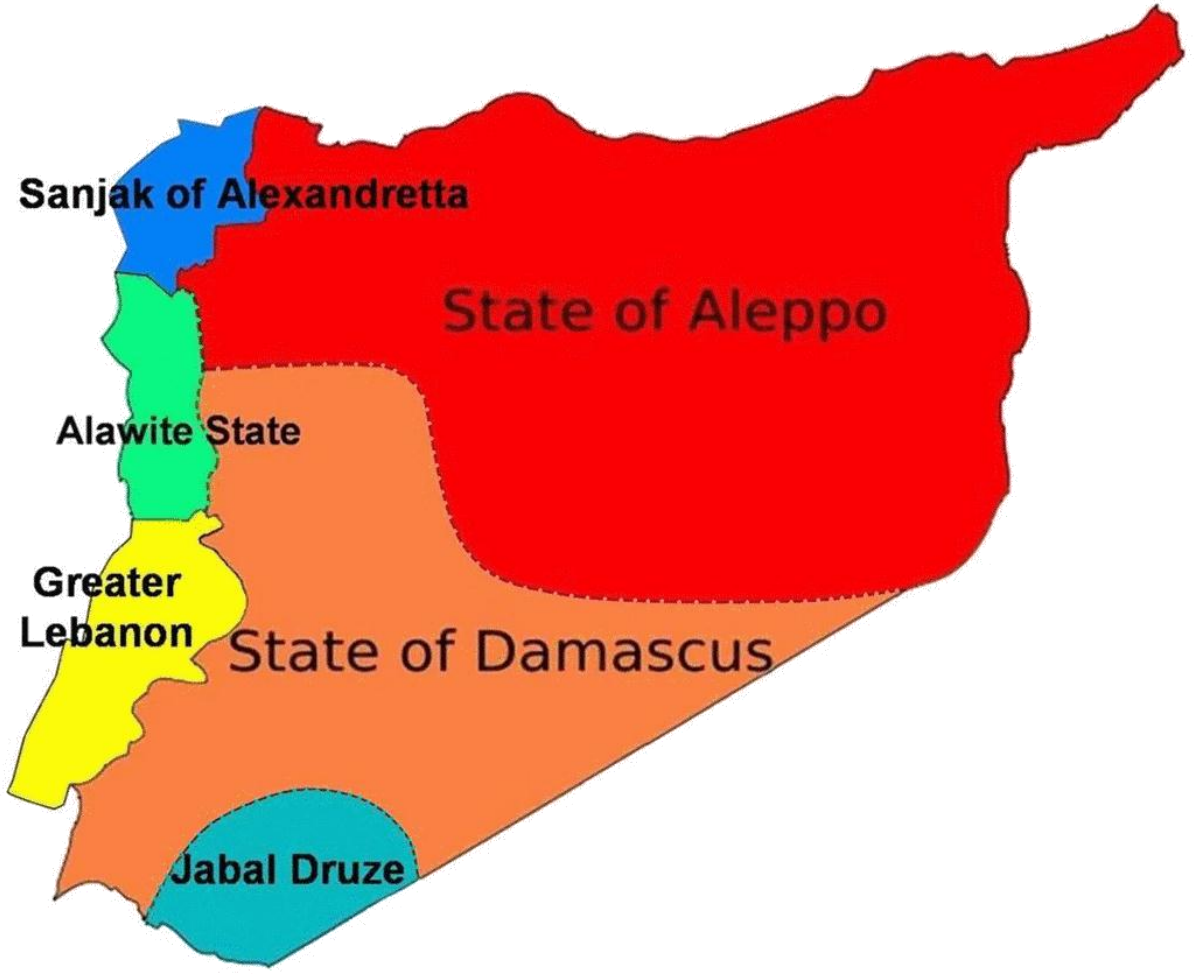 Sanjak of Alexandretta
State of Aleppo
Alawite State
Greater
Lebanon
State of Damascus
Jabal Druze